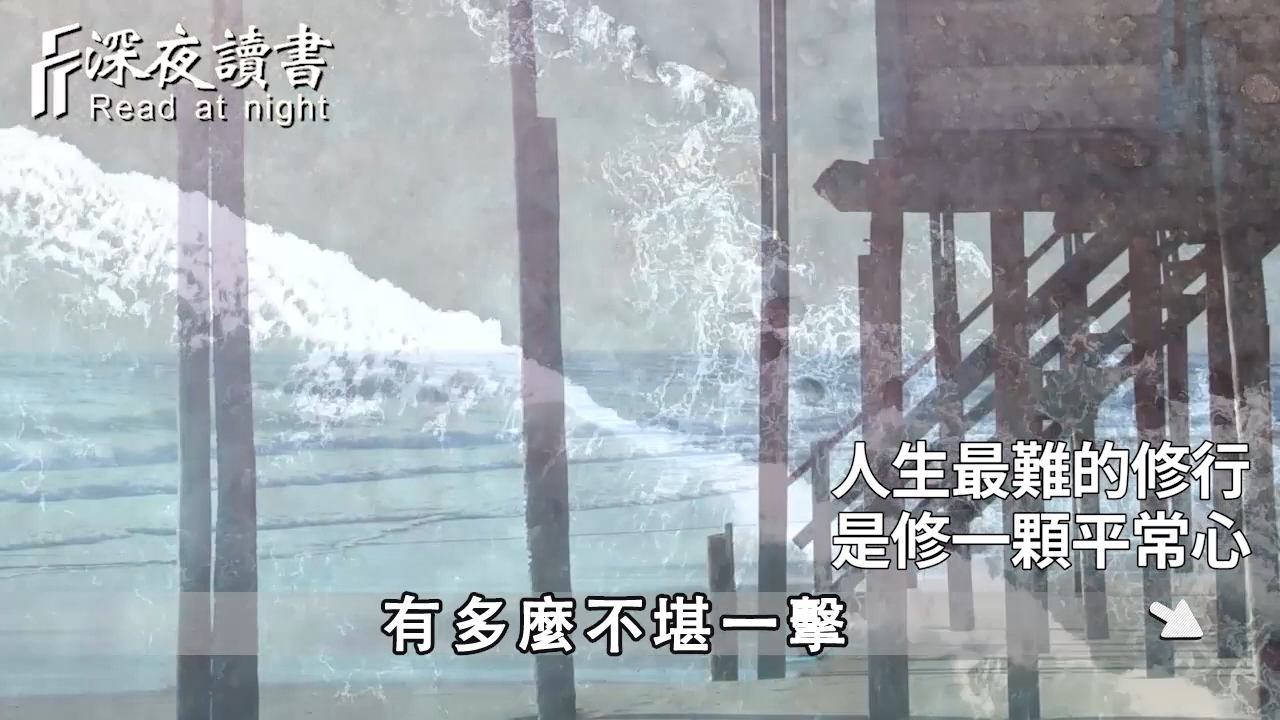 深夜讀書
Read at night
人生最難的修行
是修一顆平常心
有多麼不堪一擊